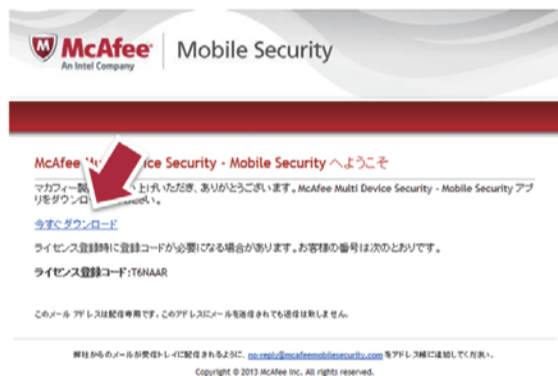 McAfee Mobile Security
An Intel Company
McAfee Mu ice Security - Mobile Security へようこそ
マカフィー製 上げいただき、ありがとうございます。McAfee Multi Device Security - Mobile Security アプ
リをダウンロ さい。
今すぐダウンロード
ライセンス登録時に登録コードが必要になる場合があります。お客様の番号は次のとおりです。
ライセンス登録コード:T6NAAR
このメール アドレスは配信専用です。このアドレスにメールを返信されても返信は致しません。
弊社からのメールが受信トレイに配信されるように、no-reply@mcafeemobilesecurity.com をアドレス帳に追加してください。
Copyright © 2013 McAfee Inc. All rights reserved.